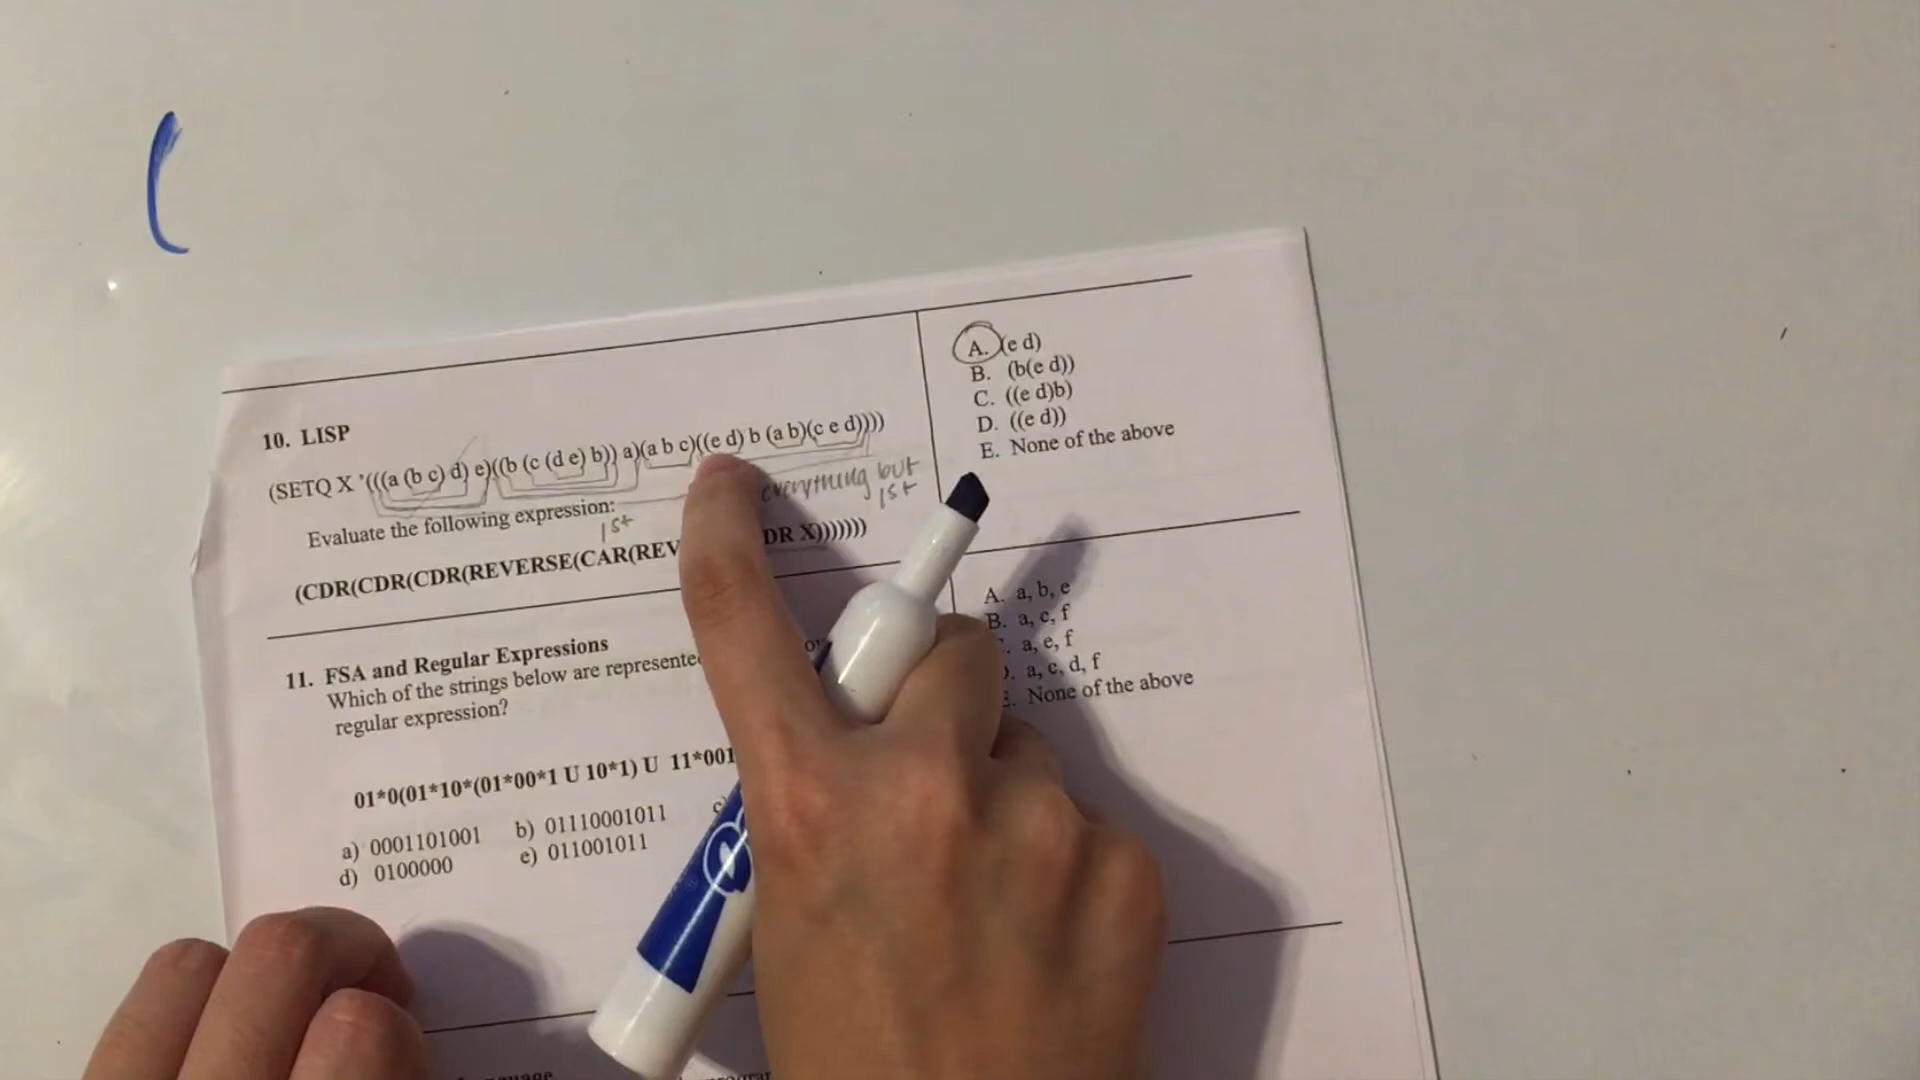 (
10. LISP
(SETQ X '(((a (b c) d) e)((b (c (d e) b)) a)(a b c)((e d) b (a b)(c e d))))
everything but
1st
Evaluate the following expression:
1st
(CDR(CDR(CDR(REVERSE(CAR(REV DR X)))))))
A. (e d)
B. (b(e d))
C. ((e d)b)
D. ((e d))
E. None of the above
11. FSA and Regular Expressions
Which of the strings below are
regular expression?
01*0(01*10*(01*00*1 U 10*1) U 11*001
a) 0001101001 b) 01110001011
d) 0100000 e) 011001011
A. a, b, e
B. a, c, f
a, e, f
a, c, d, f
None of the above